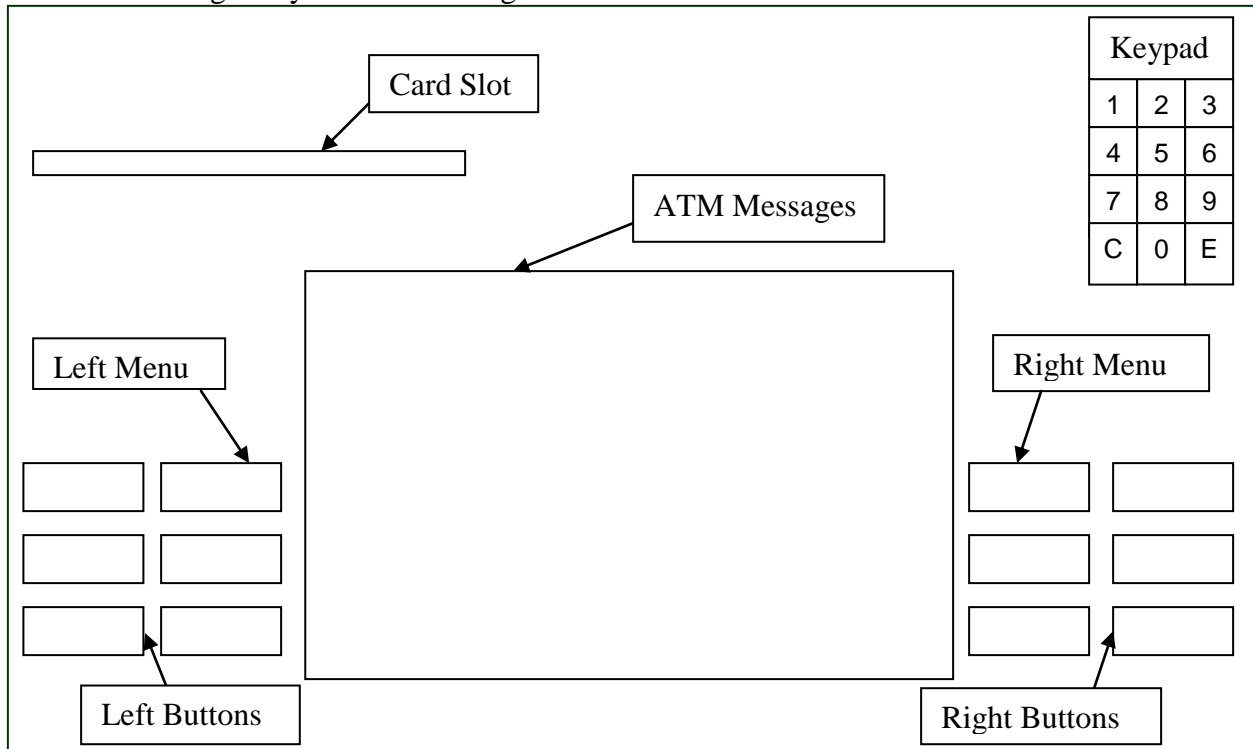 Keypad
Card Slot
1 2 3
4 5 6
ATM Messages
7 8 9
C 0 E
Left Menu
Right Menu
Left Buttons
Right Buttons